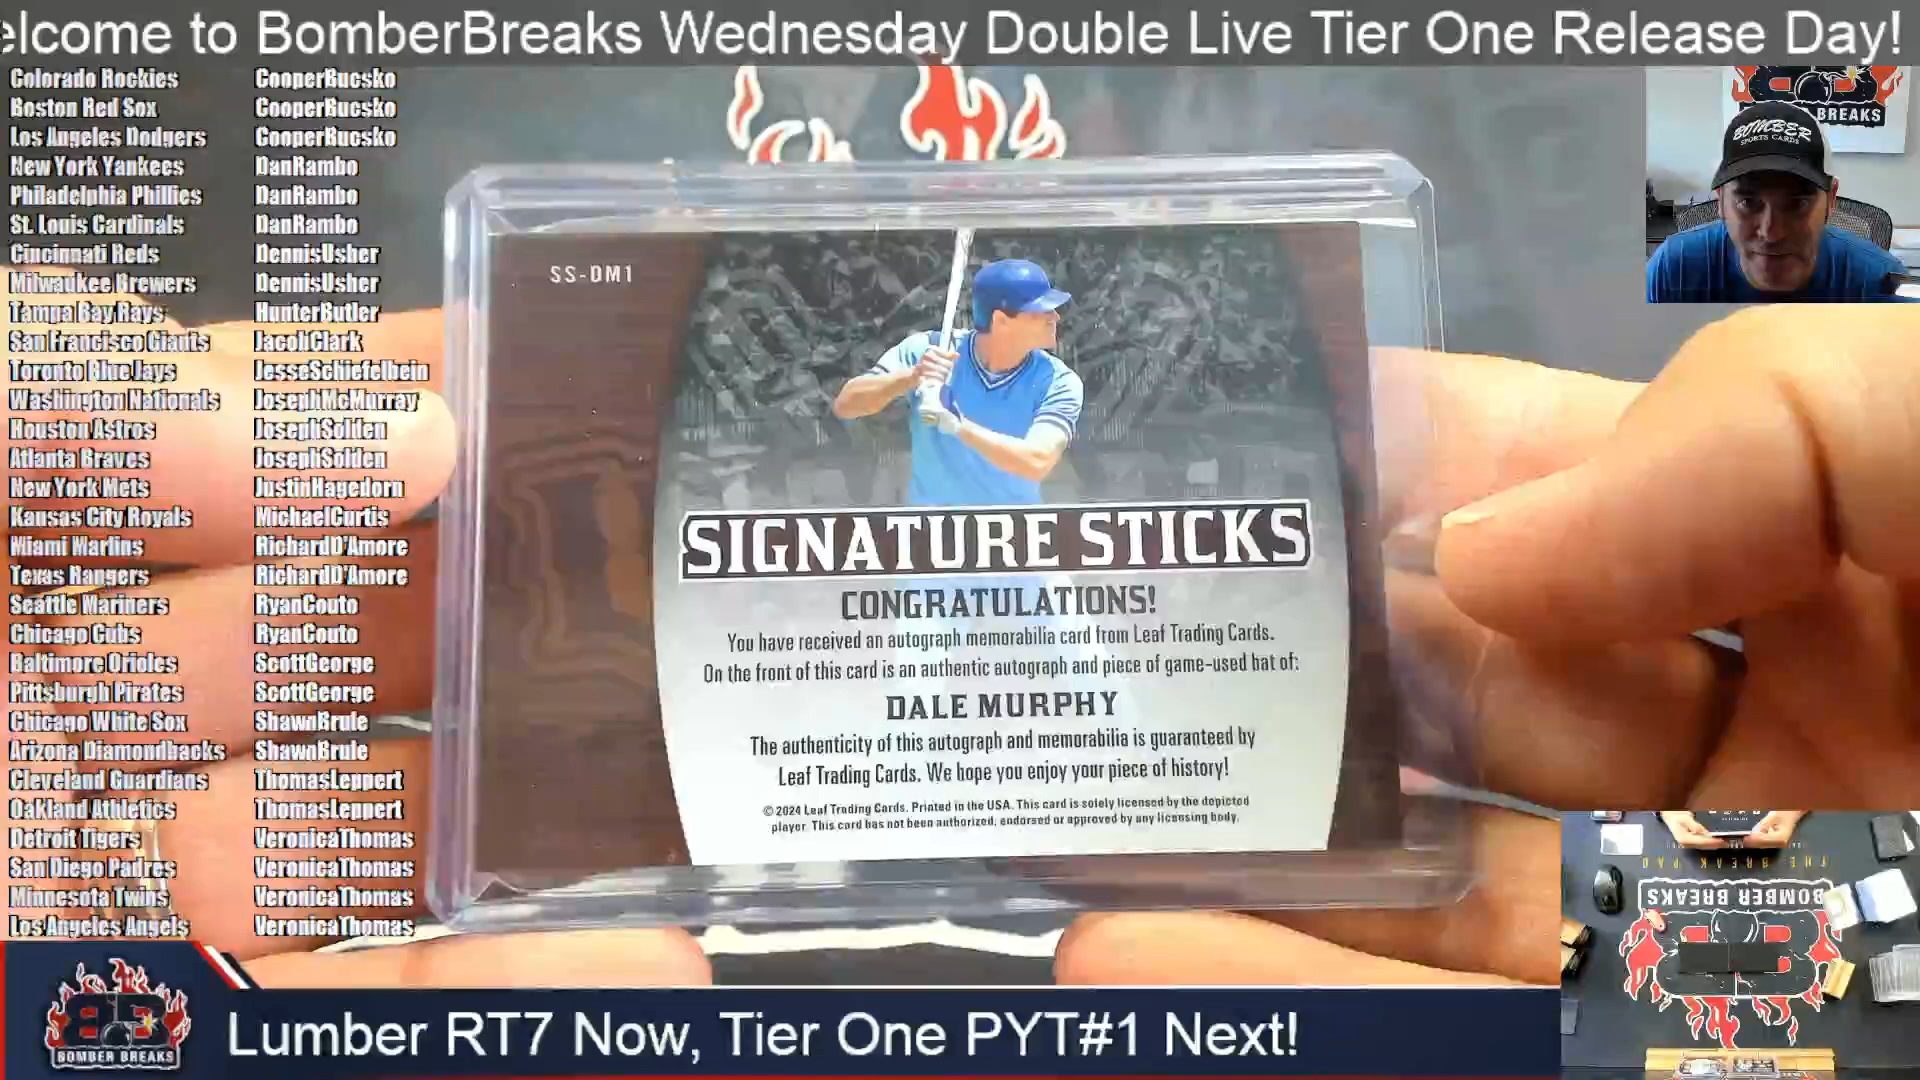 elcome to BomberBreaks Wednesday Double Live Tier One Release Day!
Colorado Rockies CooperBucsko
Boston Red Sox CooperBucsko
Los Angeles Dodgers CooperBucsko
New York Yankees DanRambo
Philadelphia Phillies DanRambo
St. Louis Cardinals DanRambo
Cincinnati Reds DennisUsher
Milwaukee Brewers DennisUsher
Tampa Bay Rays HunterButler
San Francisco Giants JacobClark
Toronto Blue Jays JesseSchiefelbein
Washington Nationals JosephMcMurray
Houston Astros JosephSolden
Atlanta Braves JosephSolden
New York Mets JustinHagedorn
Kansas City Royals MichaelCurtis
Miami Marlins RichardD'Amore
Texas Rangers RichardD'Amore
Seattle Mariners RyanCouto
Chicago Cubs RyanCouto
Baltimore Orioles ScottGeorge
Pittsburgh Pirates ScottGeorge
Chicago White Sox ShawnBrule
Arizona Diamondbacks ShawnBrule
Cleveland Guardians ThomasLeppert
Oakland Athletics ThomasLeppert
Detroit Tigers VeronicaThomas
San Diego Padres VeronicaThomas
Minnesota Twins VeronicaThomas
Los Angeles Angels VeronicaThomas
SS-DM1
SIGNATURE STICKS
CONGRATULATIONS!
You have received an autograph memorabilia card from Leaf Trading Cards.
On the front of this card is an authentic autograph and piece of game-used bat of:
DALE MURPHY
The authenticity of this autograph and memorabilia is guaranteed by
Leaf Trading Cards. We hope you enjoy your piece of history!
© 2024 Leaf Trading Cards. Printed in the USA. This card is solely licensed by the depicted
player. This card has not been authorized, endorsed or approved by any licensing body.
BREAKS
BOMBER
SPORTS CARDS
THE BREAK PAD
BOMBER BREAKS
BOMBER BREAKS
Lumber RT7 Now, Tier One PYT#1 Next!